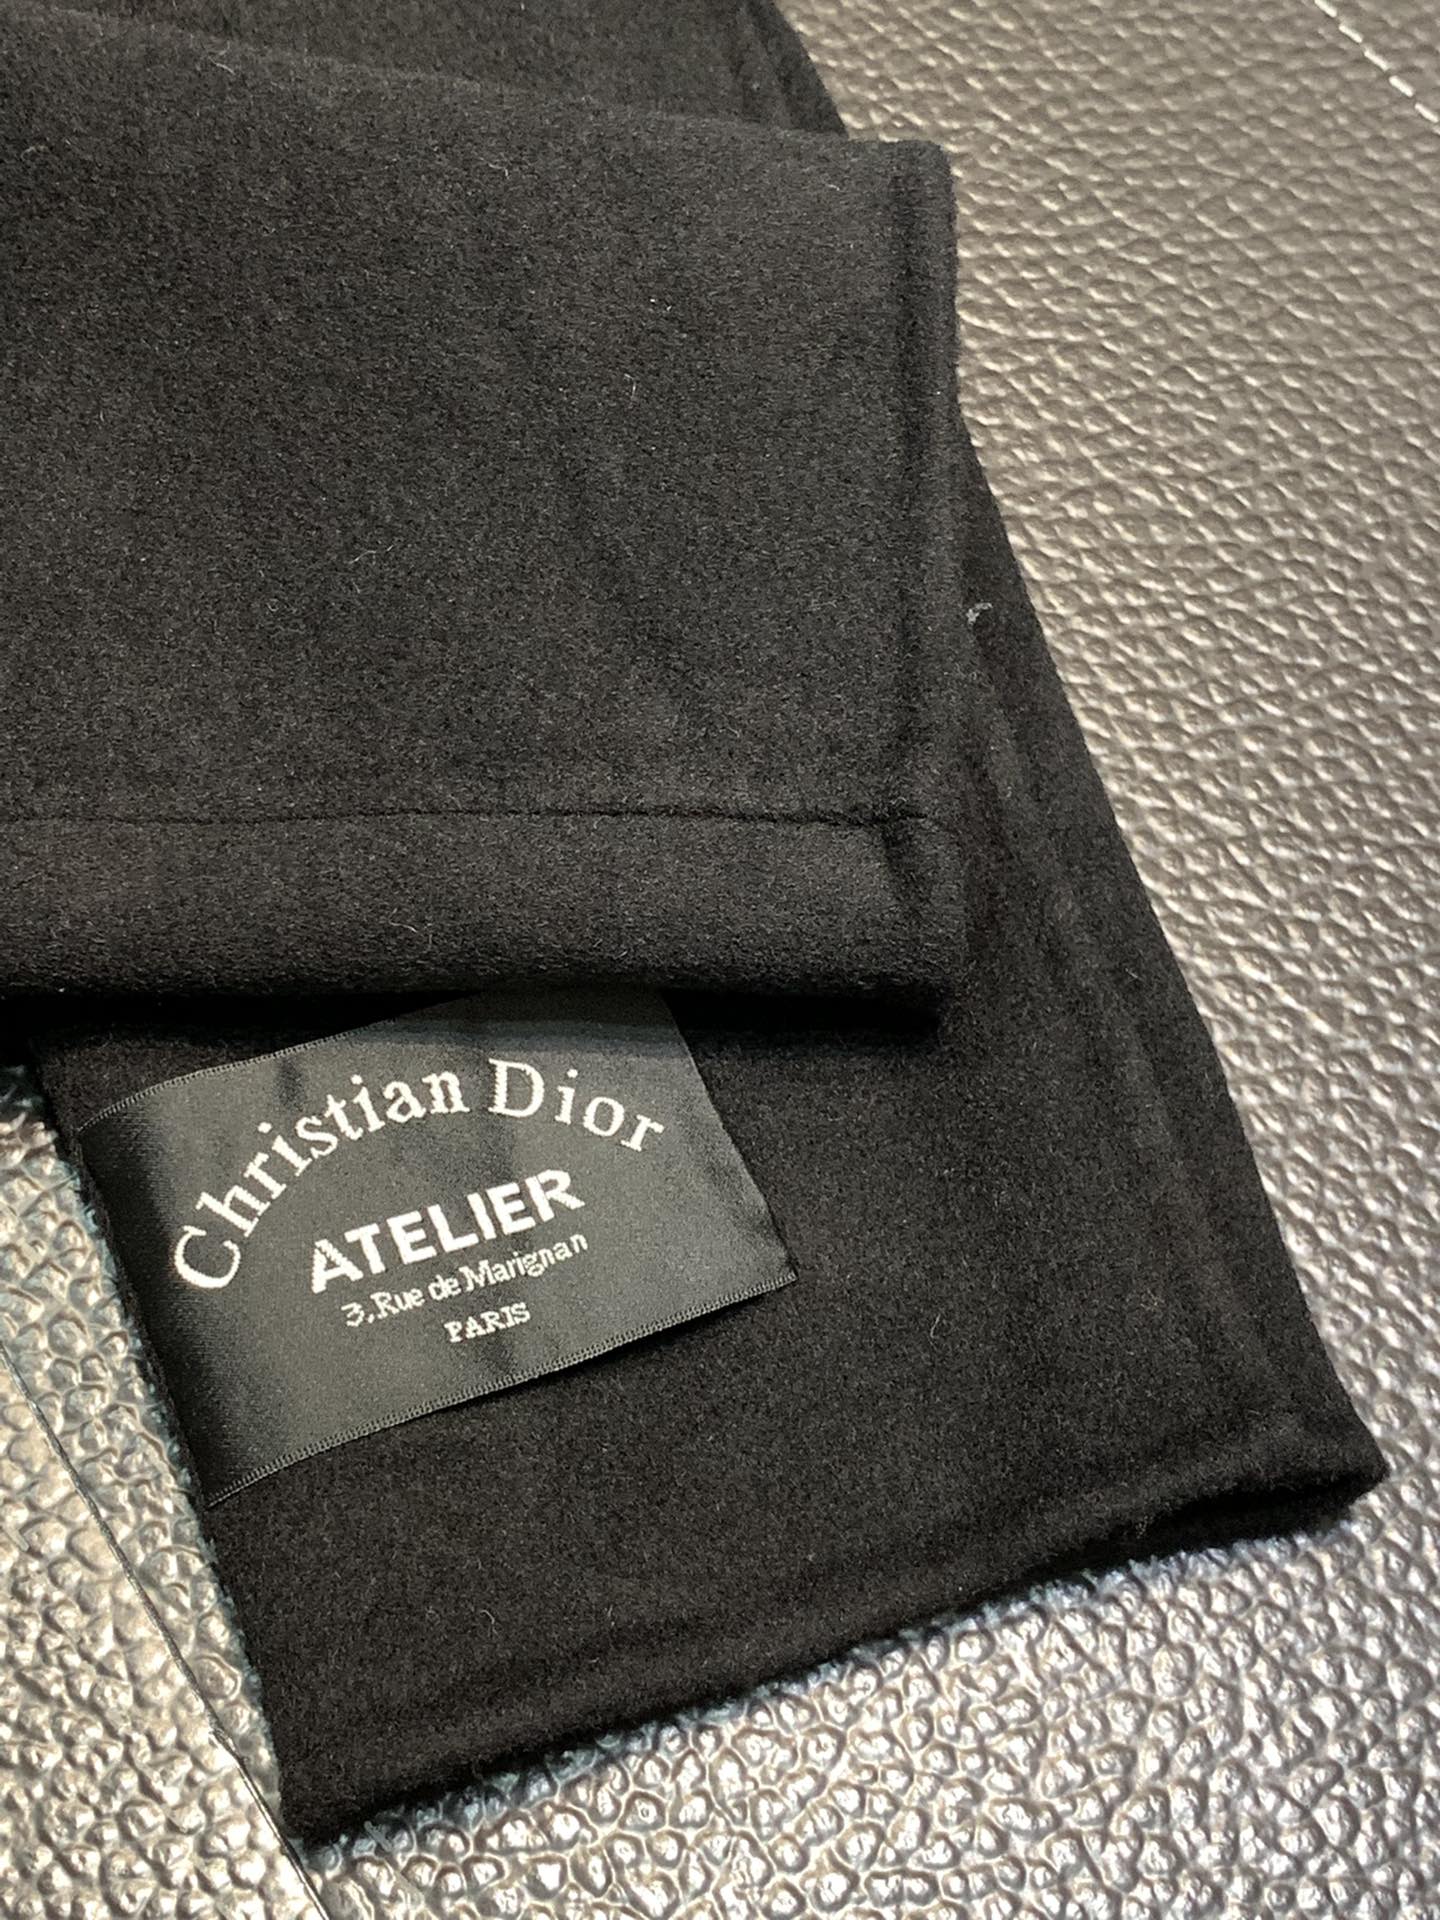 Christian Dior
ATELIER
3,Rue de Marignan
PARIS